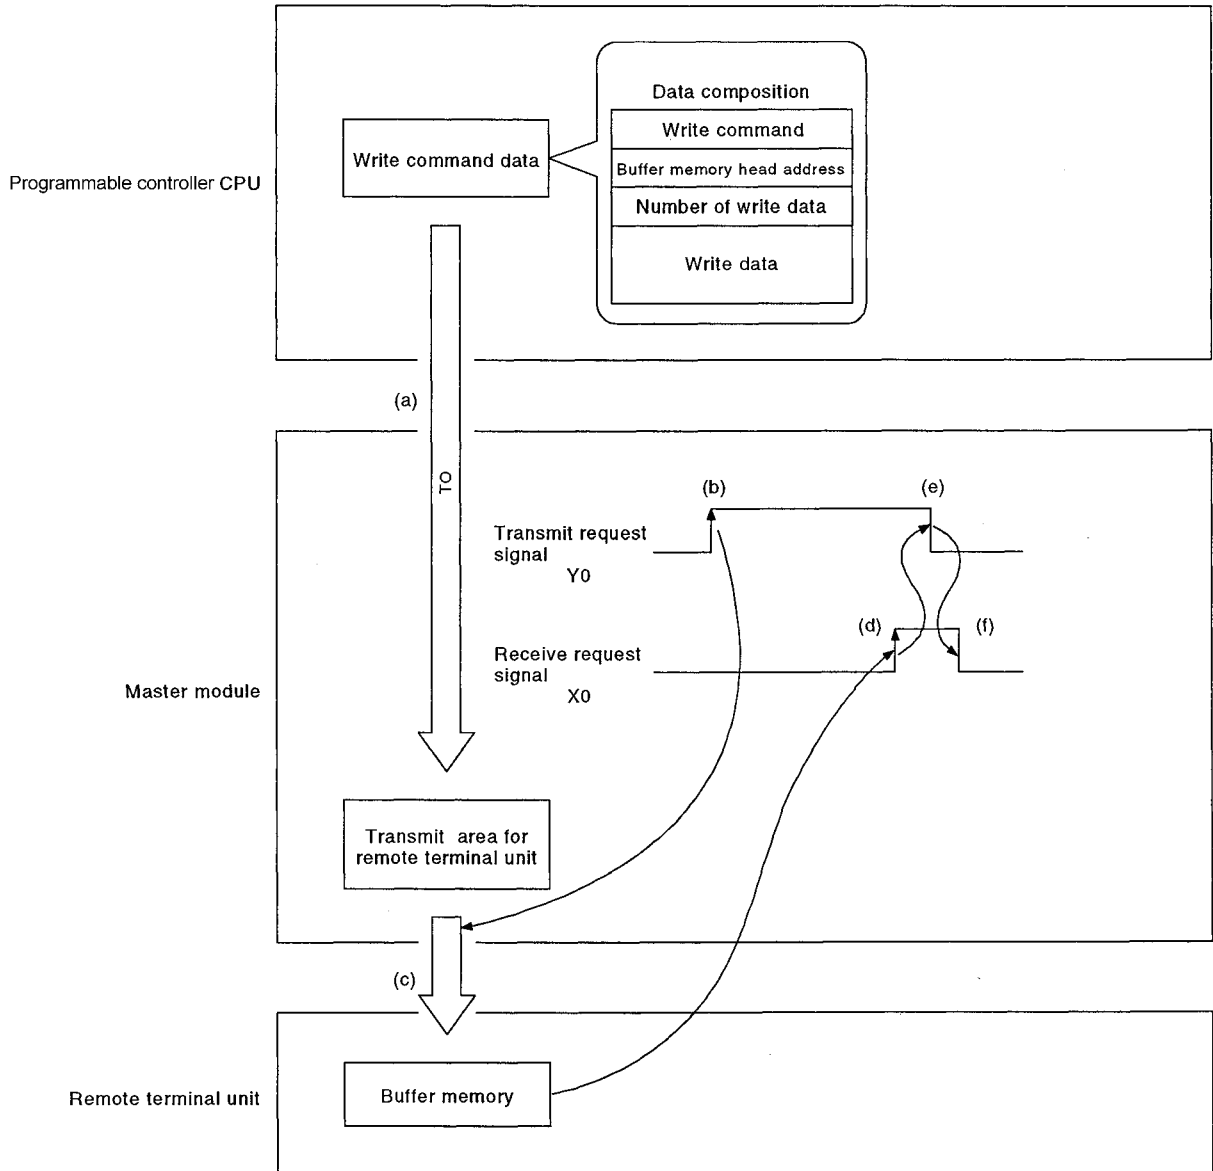 Data composition
Write command
Write command data
Buffer memory head address
Programmable controller CPU
Number of write data
Write data
(a)
TO
(b)
(e)
Transmit request
signal
Y0
(d)
(f)
Receive request
signal
X0
Master module
Transmit area for
remote terminal unit
(c)
Remote terminal unit
Buffer memory